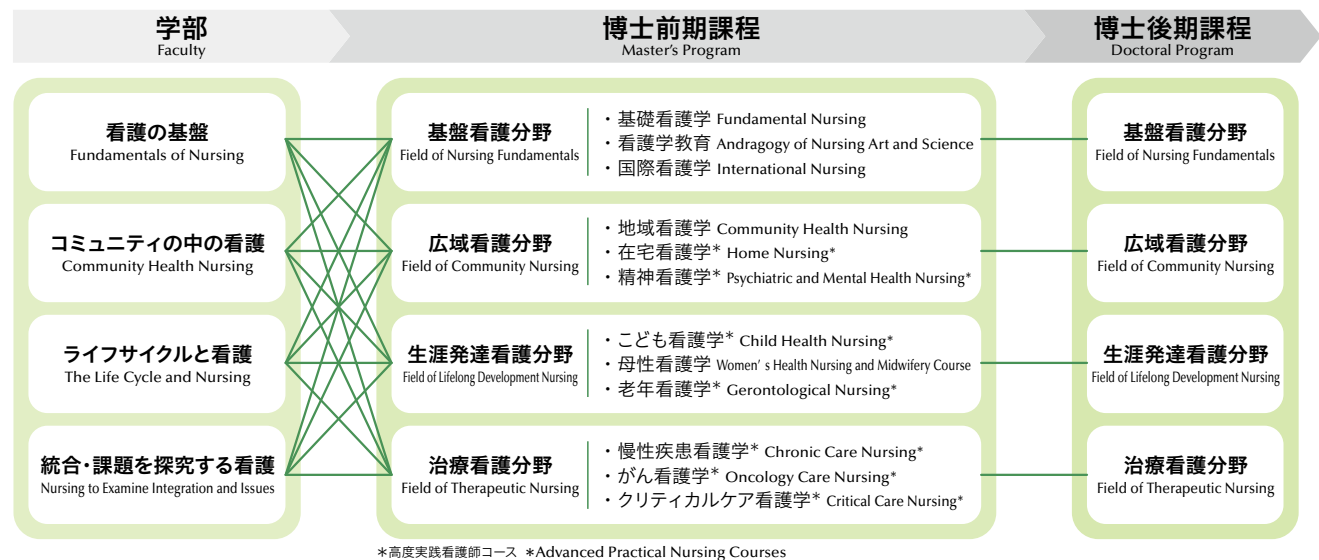 学部
Faculty
博士前期課程
Master's Program
博士後期課程
Doctoral Program
看護の基盤
Fundamentals of Nursing
コミュニティの中の看護
Community Health Nursing
ライフサイクルと看護
The Life Cycle and Nursing
統合・課題を探究する看護
Nursing to Examine Integration and Issues
基盤看護分野
Field of Nursing Fundamentals
・基礎看護学 Fundamental Nursing
・看護学教育 Andragogy of Nursing Art and Science
・国際看護学 International Nursing
広域看護分野
Field of Community Nursing
・地域看護学 Community Health Nursing
・在宅看護学* Home Nursing*
・精神看護学* Psychiatric and Mental Health Nursing*
生涯発達看護分野
Field of Lifelong Development Nursing
・こども看護学* Child Health Nursing*
・母性看護学 Women' s Health Nursing and Midwifery Course
・老年看護学* Gerontological Nursing*
治療看護分野
Field of Therapeutic Nursing
・慢性疾患看護学* Chronic Care Nursing*
・がん看護学* Oncology Care Nursing*
・クリティカルケア看護学* Critical Care Nursing*
基盤看護分野
Field of Nursing Fundamentals
広域看護分野
Field of Community Nursing
生涯発達看護分野
Field of Lifelong Development Nursing
治療看護分野
Field of Therapeutic Nursing
*高度実践看護師コース *Advanced Practical Nursing Courses